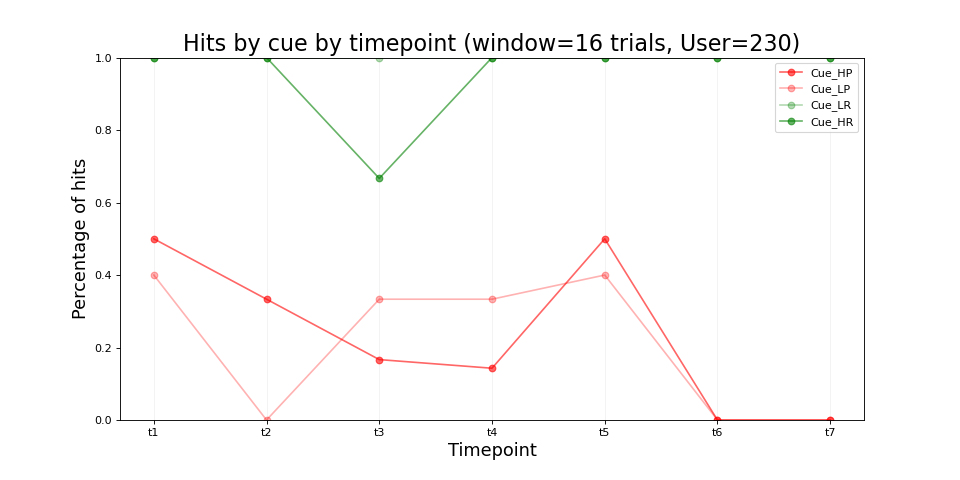 Hits by cue by timepoint (window=16 trials, User=230)
Percentage of hits
1.0
0.8
0.6
0.4
0.2
0.0
Cue_HP
Cue_LP
Cue_LR
Cue_HR
t1 t2 t3 t4 t5 t6 t7
Timepoint